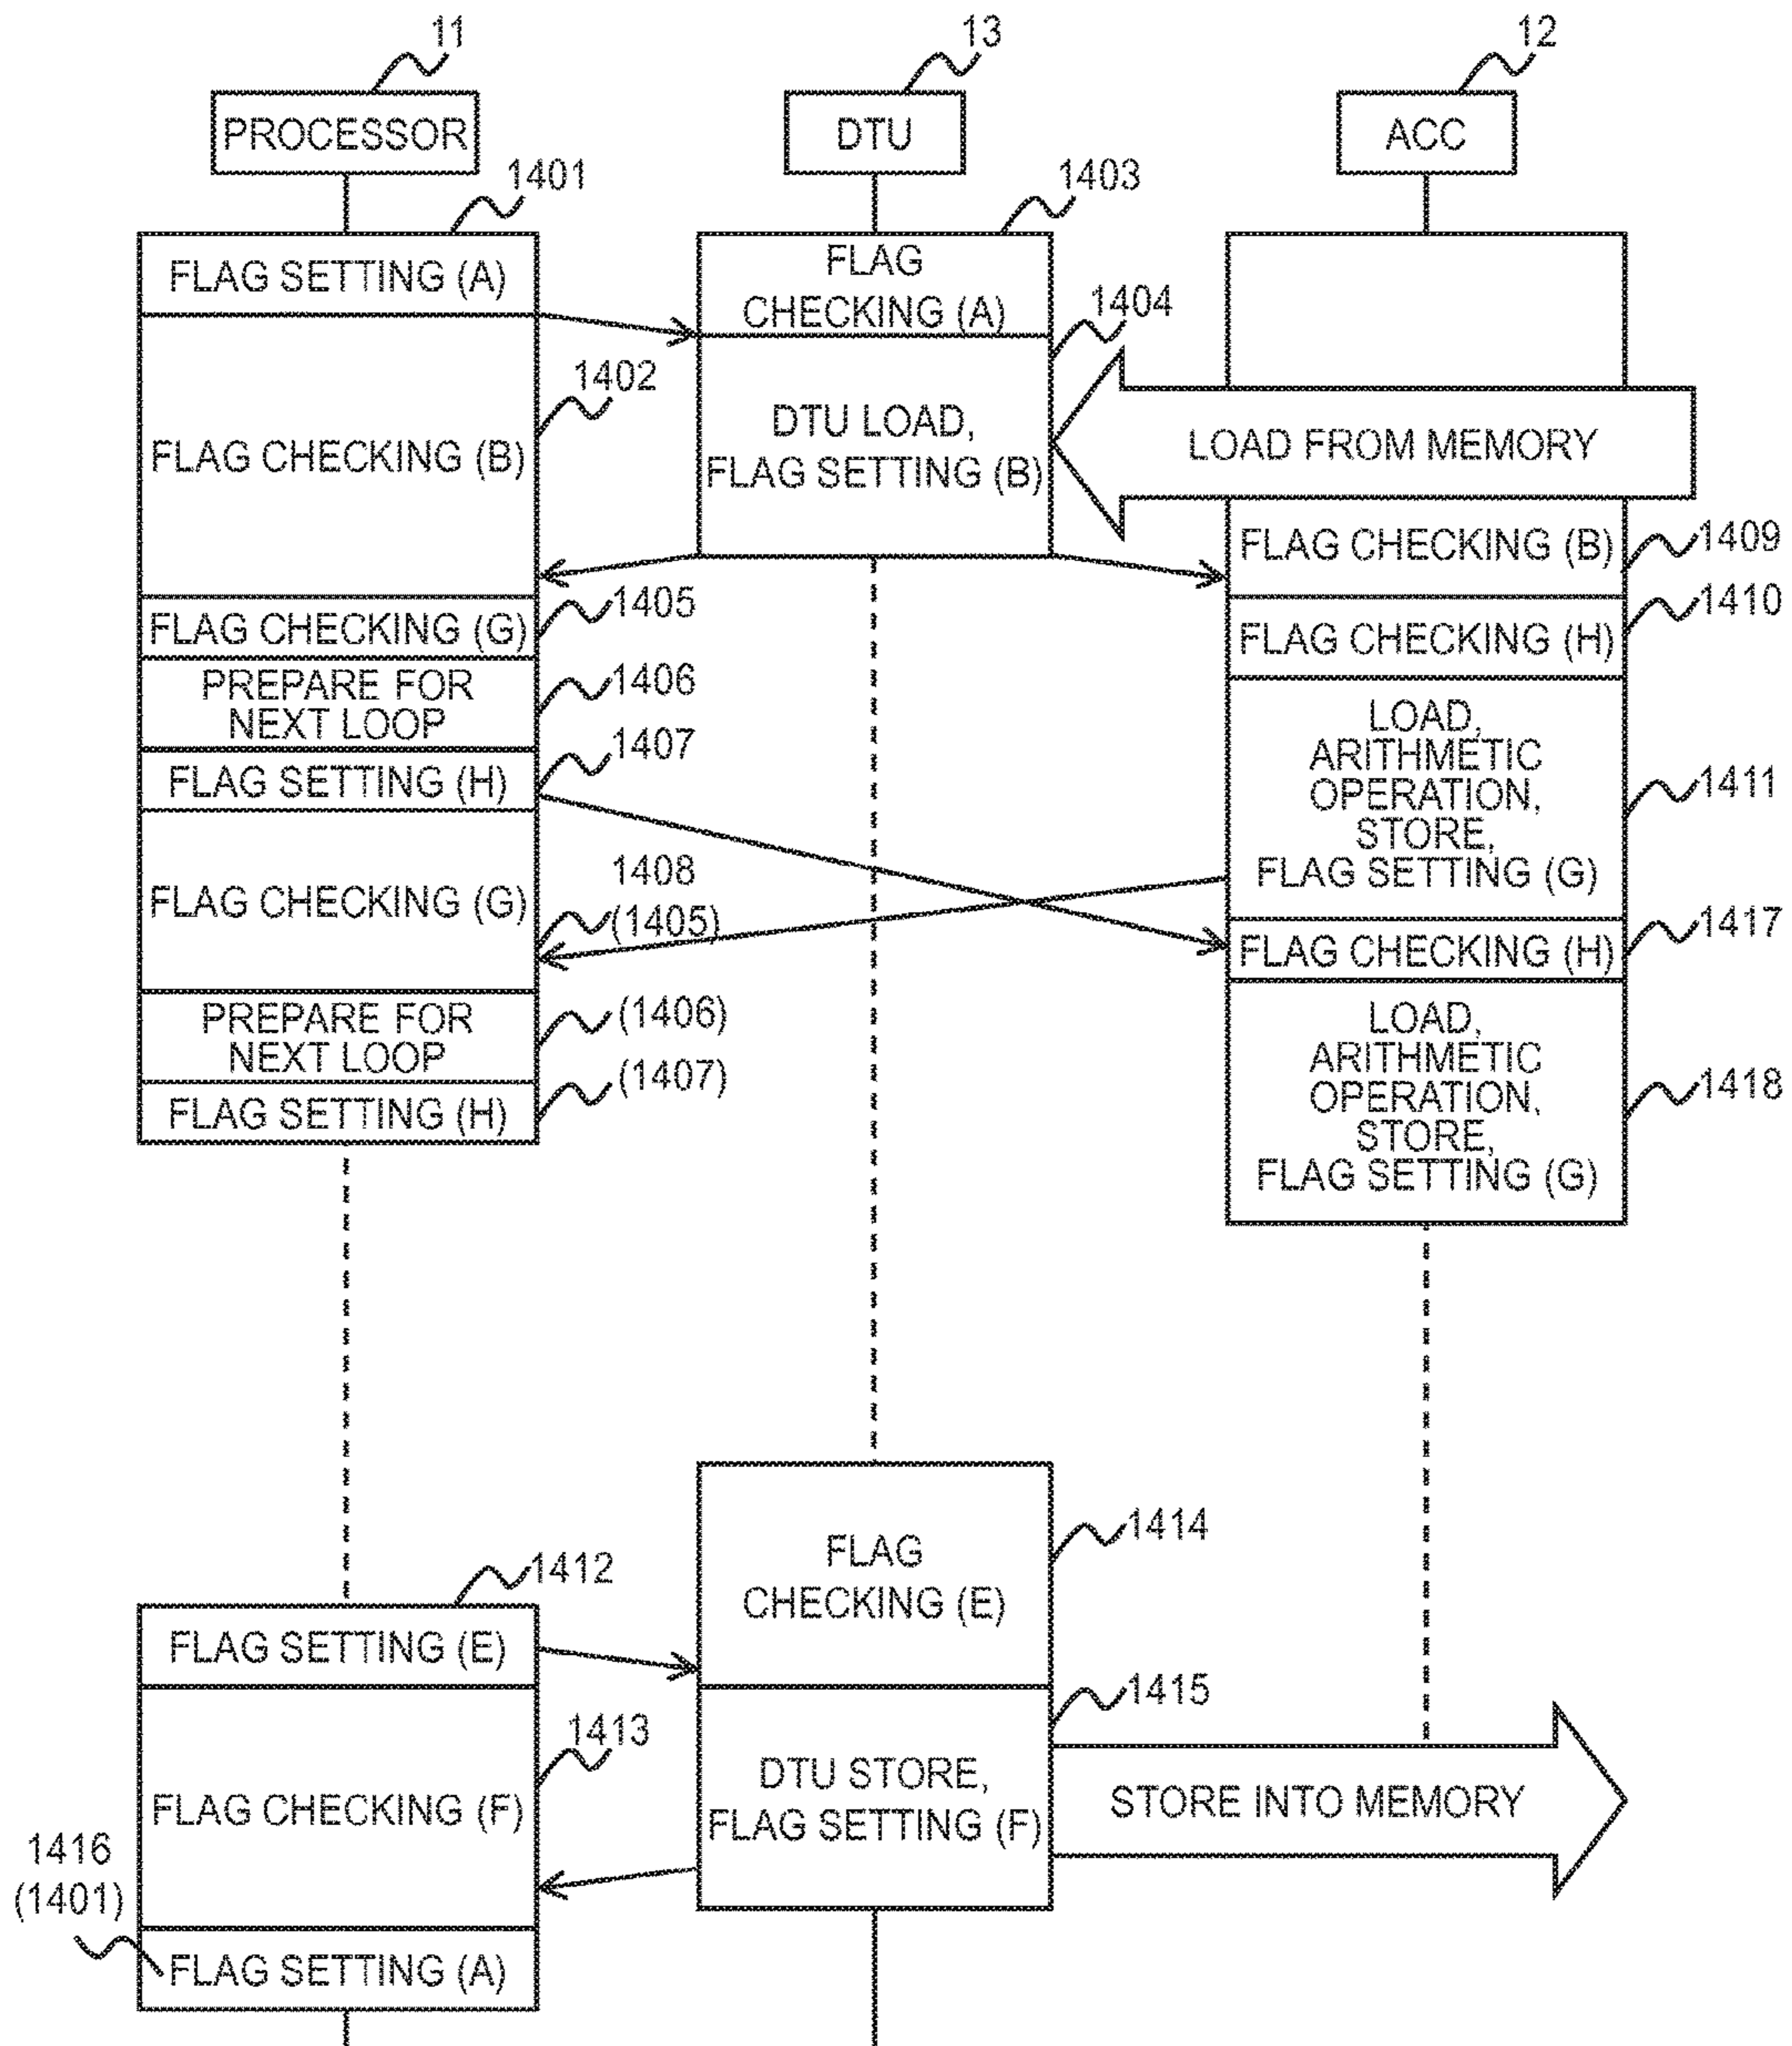 11
13
12
PROCESSOR
DTU
ACC
1401
1403
FLAG SETTING (A)
FLAG
CHECKING (A)
1404
1402
FLAG CHECKING (B)
DTU LOAD,
FLAG SETTING (B)
LOAD FROM MEMORY
FLAG CHECKING (B)
1409
1405
1410
FLAG CHECKING (G)
FLAG CHECKING (H)
PREPARE FOR
NEXT LOOP
1406
1407
FLAG SETTING (H)
LOAD,
ARITHMETIC
OPERATION,
STORE,
FLAG SETTING (G)
1411
FLAG CHECKING (G)
1408
(1405)
FLAG CHECKING (H)
1417
PREPARE FOR
NEXT LOOP
(1406)
(1407)
FLAG SETTING (H)
LOAD,
ARITHMETIC
OPERATION,
STORE,
FLAG SETTING (G)
1418
FLAG
CHECKING (E)
1414
1412
FLAG SETTING (E)
1415
1413
FLAG CHECKING (F)
DTU STORE,
FLAG SETTING (F)
STORE INTO MEMORY
1416
(1401)
FLAG SETTING (A)